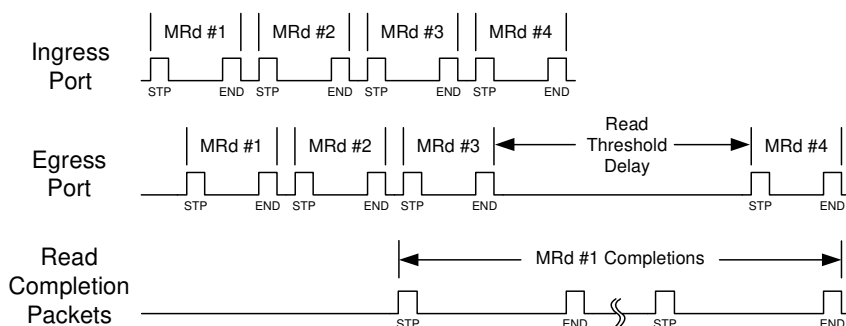 Ingress
Port
MRd #1 MRd #2 MRd #3 MRd #4
STP END STP END STP END STP END
Egress
Port
MRd #1 MRd #2 MRd #3 Read
Threshold
Delay MRd #4
STP END STP END STP END STP END
Read
Completion
Packets
MRd #1 Completions
STP END STP END